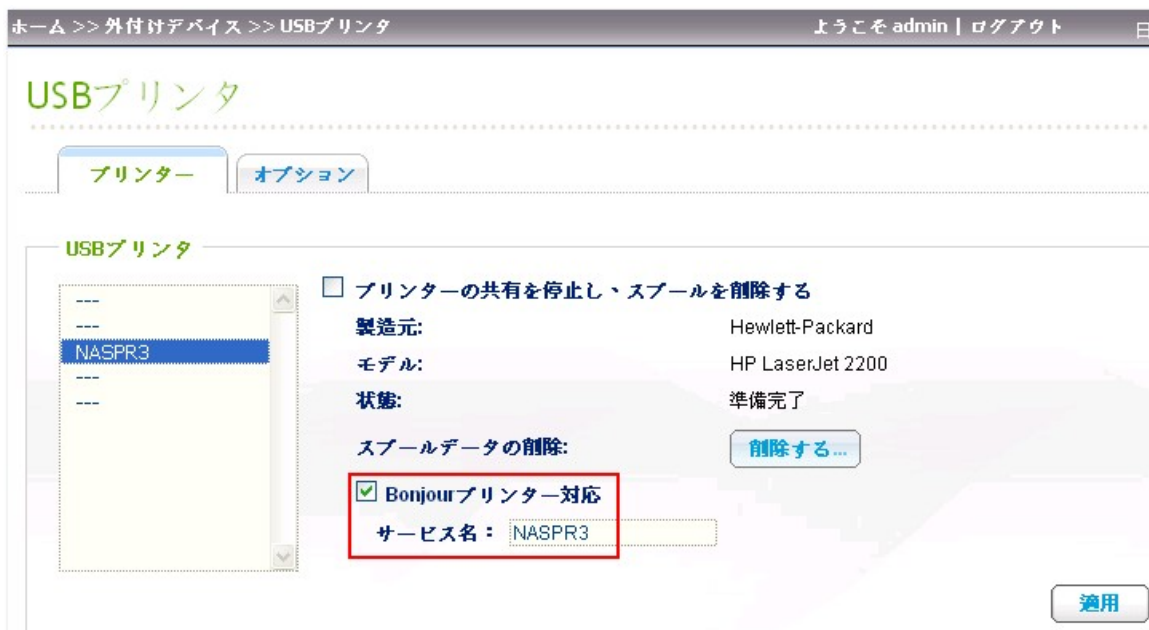 ホーム >> 外付けデバイス >> USBプリンタ ようこそ admin | ログアウト 日
USBプリンタ
プリンター オプション
USBプリンタ
---
---
NASPR3
---
---
プリンターの共有を停止し、スプールを削除する
製造元: Hewlett-Packard
モデル: HP LaserJet 2200
状態: 準備完了
スプールデータの削除: 削除する...
Bonjourプリンター対応
サービス名： NASPR3
適用